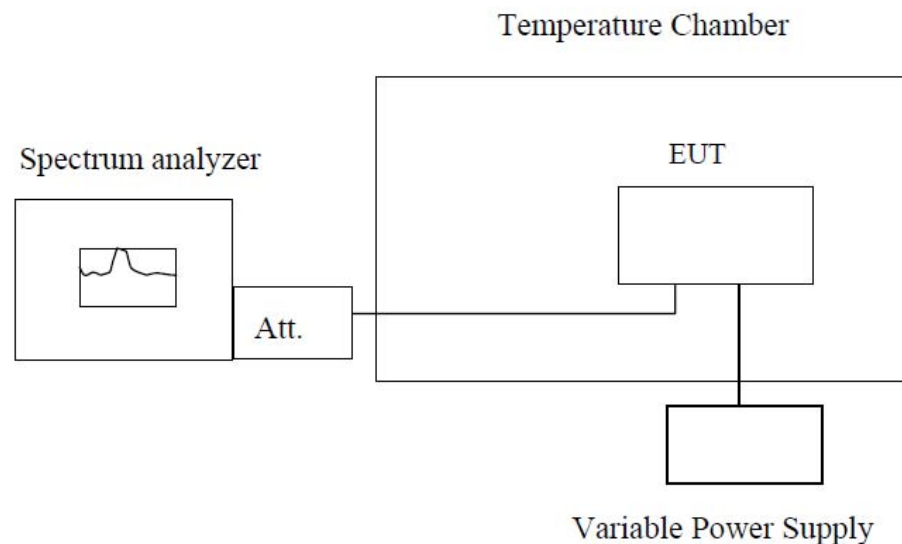 Temperature Chamber
Spectrum analyzer
EUT
Att.
Variable Power Supply